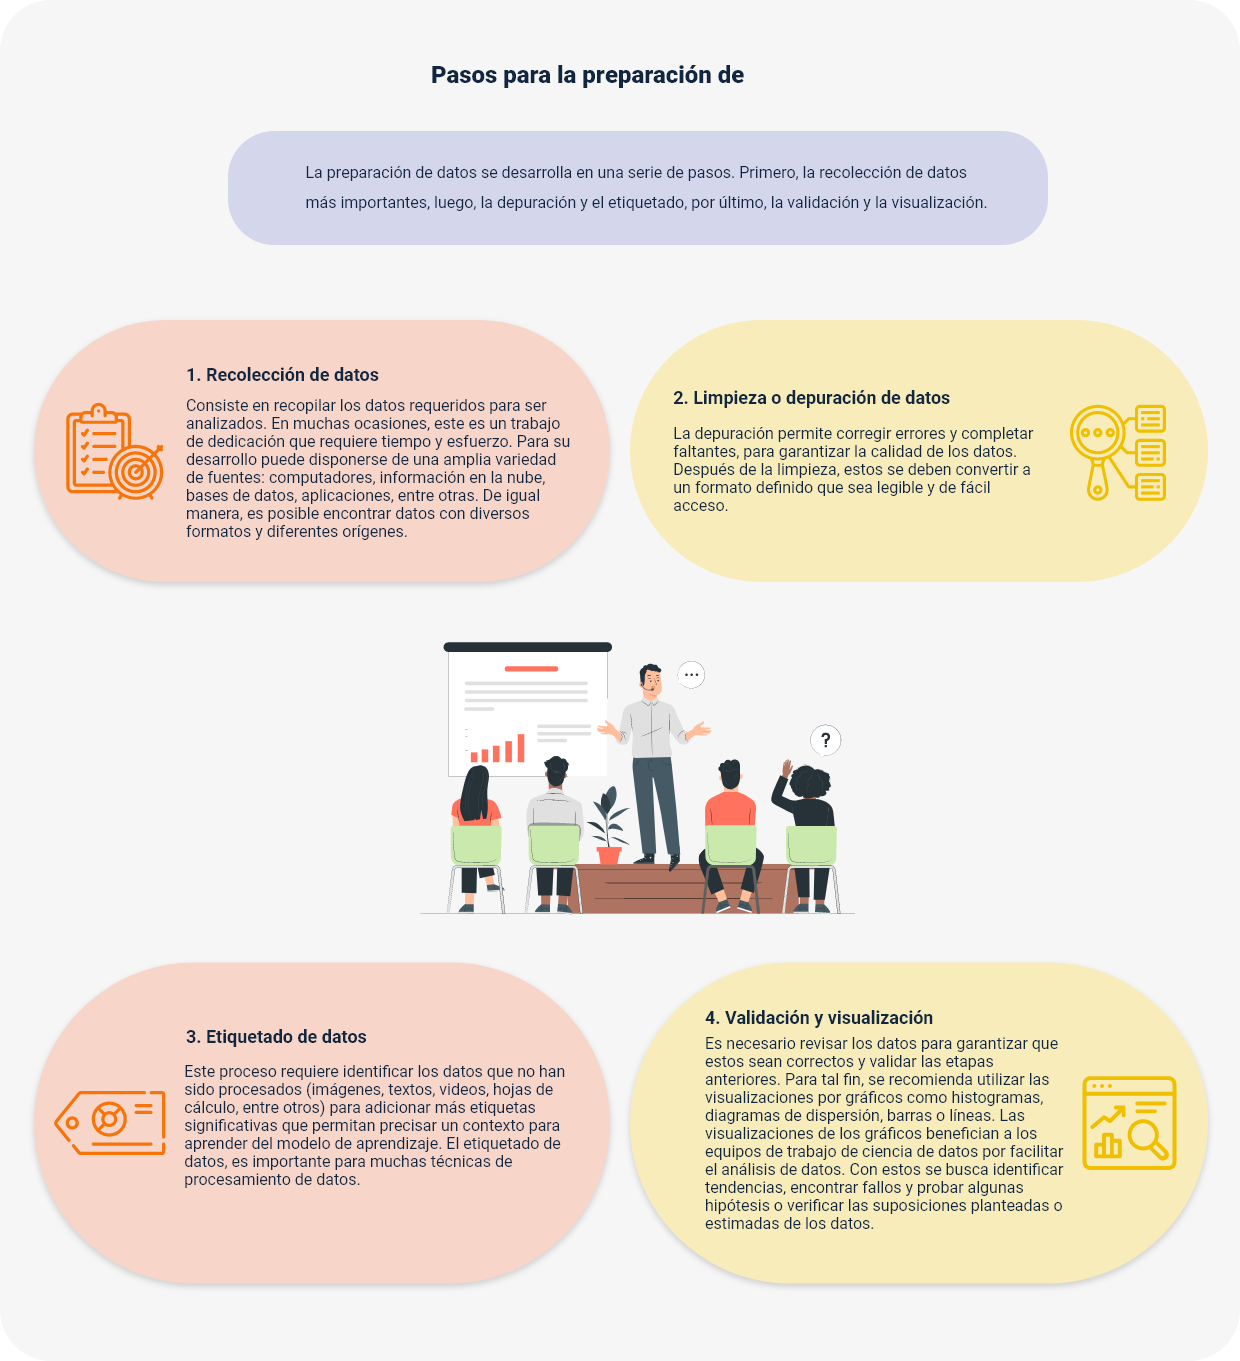 Pasos para la preparación de
La preparación de datos se desarrolla en una serie de pasos. Primero, la recolección de datos
más importantes, luego, la depuración y el etiquetado, por último, la validación y la visualización.
1. Recolección de datos
Consiste en recopilar los datos requeridos para ser
analizados. En muchas ocasiones, este es un trabajo
de dedicación que requiere tiempo y esfuerzo. Para su
desarrollo puede disponerse de una amplia variedad
de fuentes: computadores, información en la nube,
bases de datos, aplicaciones, entre otras. De igual
manera, es posible encontrar datos con diversos
formatos y diferentes orígenes.
2. Limpieza o depuración de datos
La depuración permite corregir errores y completar
faltantes, para garantizar la calidad de los datos.
Después de la limpieza, estos se deben convertir a
un formato definido que sea legible y de fácil
acceso.
?
3. Etiquetado de datos
Este proceso requiere identificar los datos que no han
sido procesados (imágenes, textos, videos, hojas de
cálculo, entre otros) para adicionar más etiquetas
significativas que permitan precisar un contexto para
aprender del modelo de aprendizaje. El etiquetado de
datos, es importante para muchas técnicas de
procesamiento de datos.
4. Validación y visualización
Es necesario revisar los datos para garantizar que
estos sean correctos y validar las etapas
anteriores. Para tal fin, se recomienda utilizar las
visualizaciones por gráficos como histogramas,
diagramas de dispersión, barras o líneas. Las
visualizaciones de los gráficos benefician a los
equipos de trabajo de ciencia de datos por facilitar
el análisis de datos. Con estos se busca identificar
tendencias, encontrar fallos y probar algunas
hipótesis o verificar las suposiciones planteadas o
estimadas de los datos.